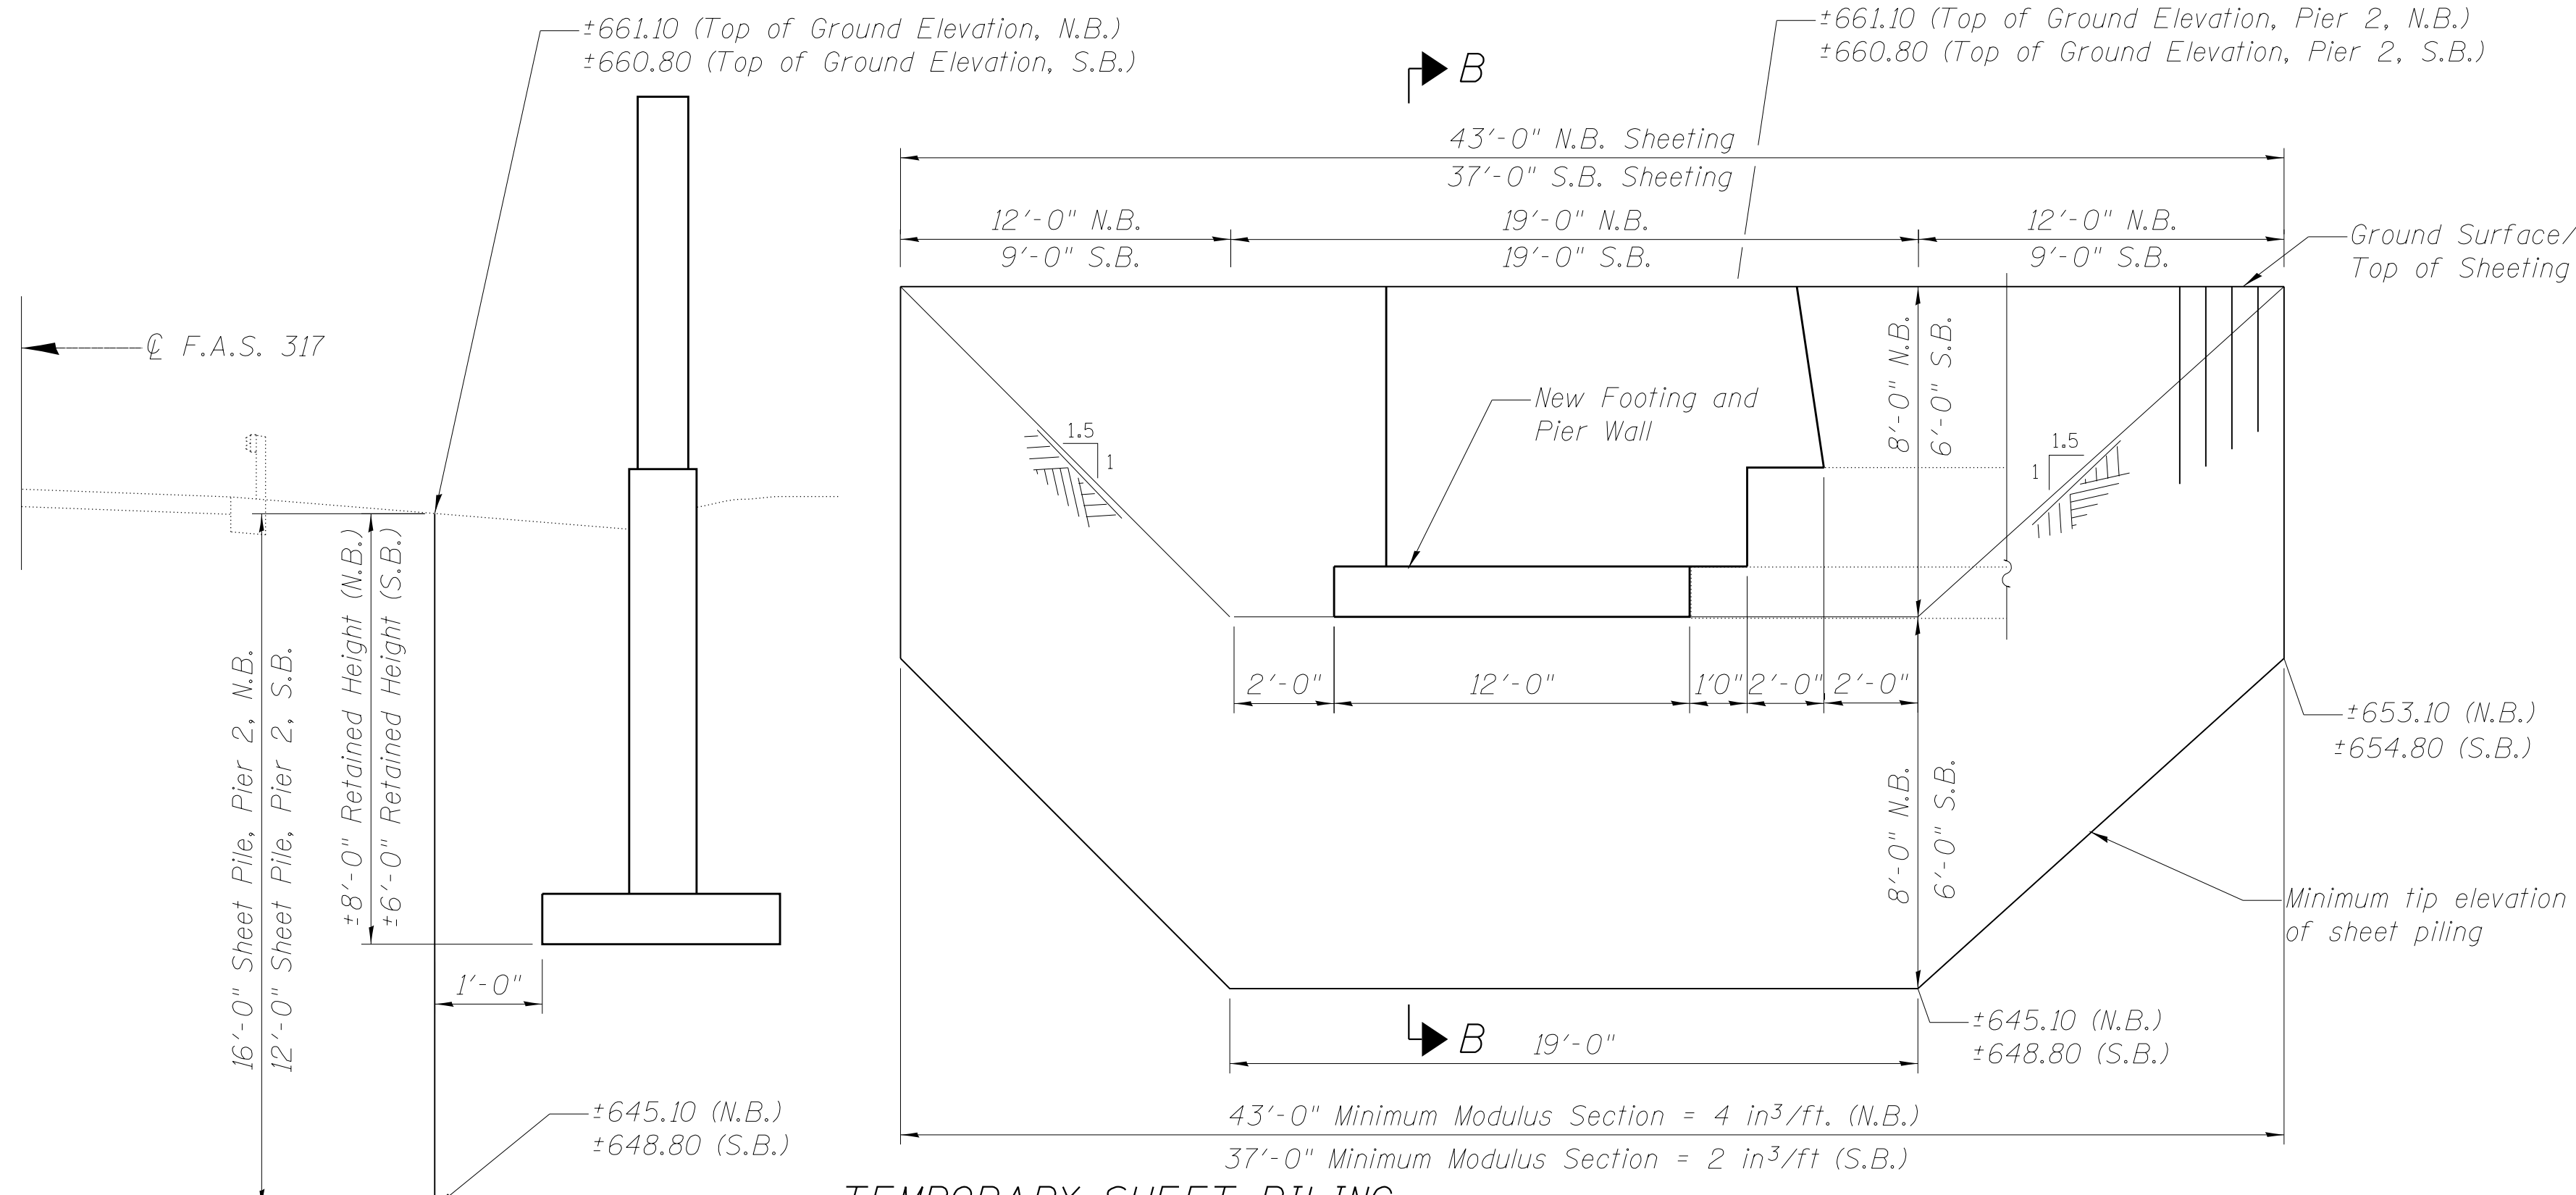 ±661.10 (Top of Ground Elevation, N.B.)
±660.80 (Top of Ground Elevation, S.B.)
±661.10 (Top of Ground Elevation, Pier 2, N.B.)
±660.80 (Top of Ground Elevation, Pier 2, S.B.)
B
43'-0" N.B. Sheeting
37'-0" S.B. Sheeting
12'-0" N.B.
9'-0" S.B.
19'-0" N.B.
19'-0" S.B.
12'-0" N.B.
9'-0" S.B.
Ground Surface/
Top of Sheeting
℄ F.A.S. 317
New Footing and
Pier Wall
1.5
1
8'-0" N.B.
6'-0" S.B.
1.5
1
16'-0" Sheet Pile, Pier 2, N.B.
12'-0" Sheet Pile, Pier 2, S.B.
±8'-0" Retained Height (N.B.)
±6'-0" Retained Height (S.B.)
2'-0"
12'-0"
1'0"
2'-0"
2'-0"
±653.10 (N.B.)
±654.80 (S.B.)
8'-0" N.B.
6'-0" S.B.
Minimum tip elevation
of sheet piling
1'-0"
B
19'-0"
±645.10 (N.B.)
±648.80 (S.B.)
±645.10 (N.B.)
±648.80 (S.B.)
43'-0" Minimum Modulus Section = 4 in³/ft. (N.B.)
37'-0" Minimum Modulus Section = 2 in³/ft (S.B.)
TEMPORARY SHEET PILING